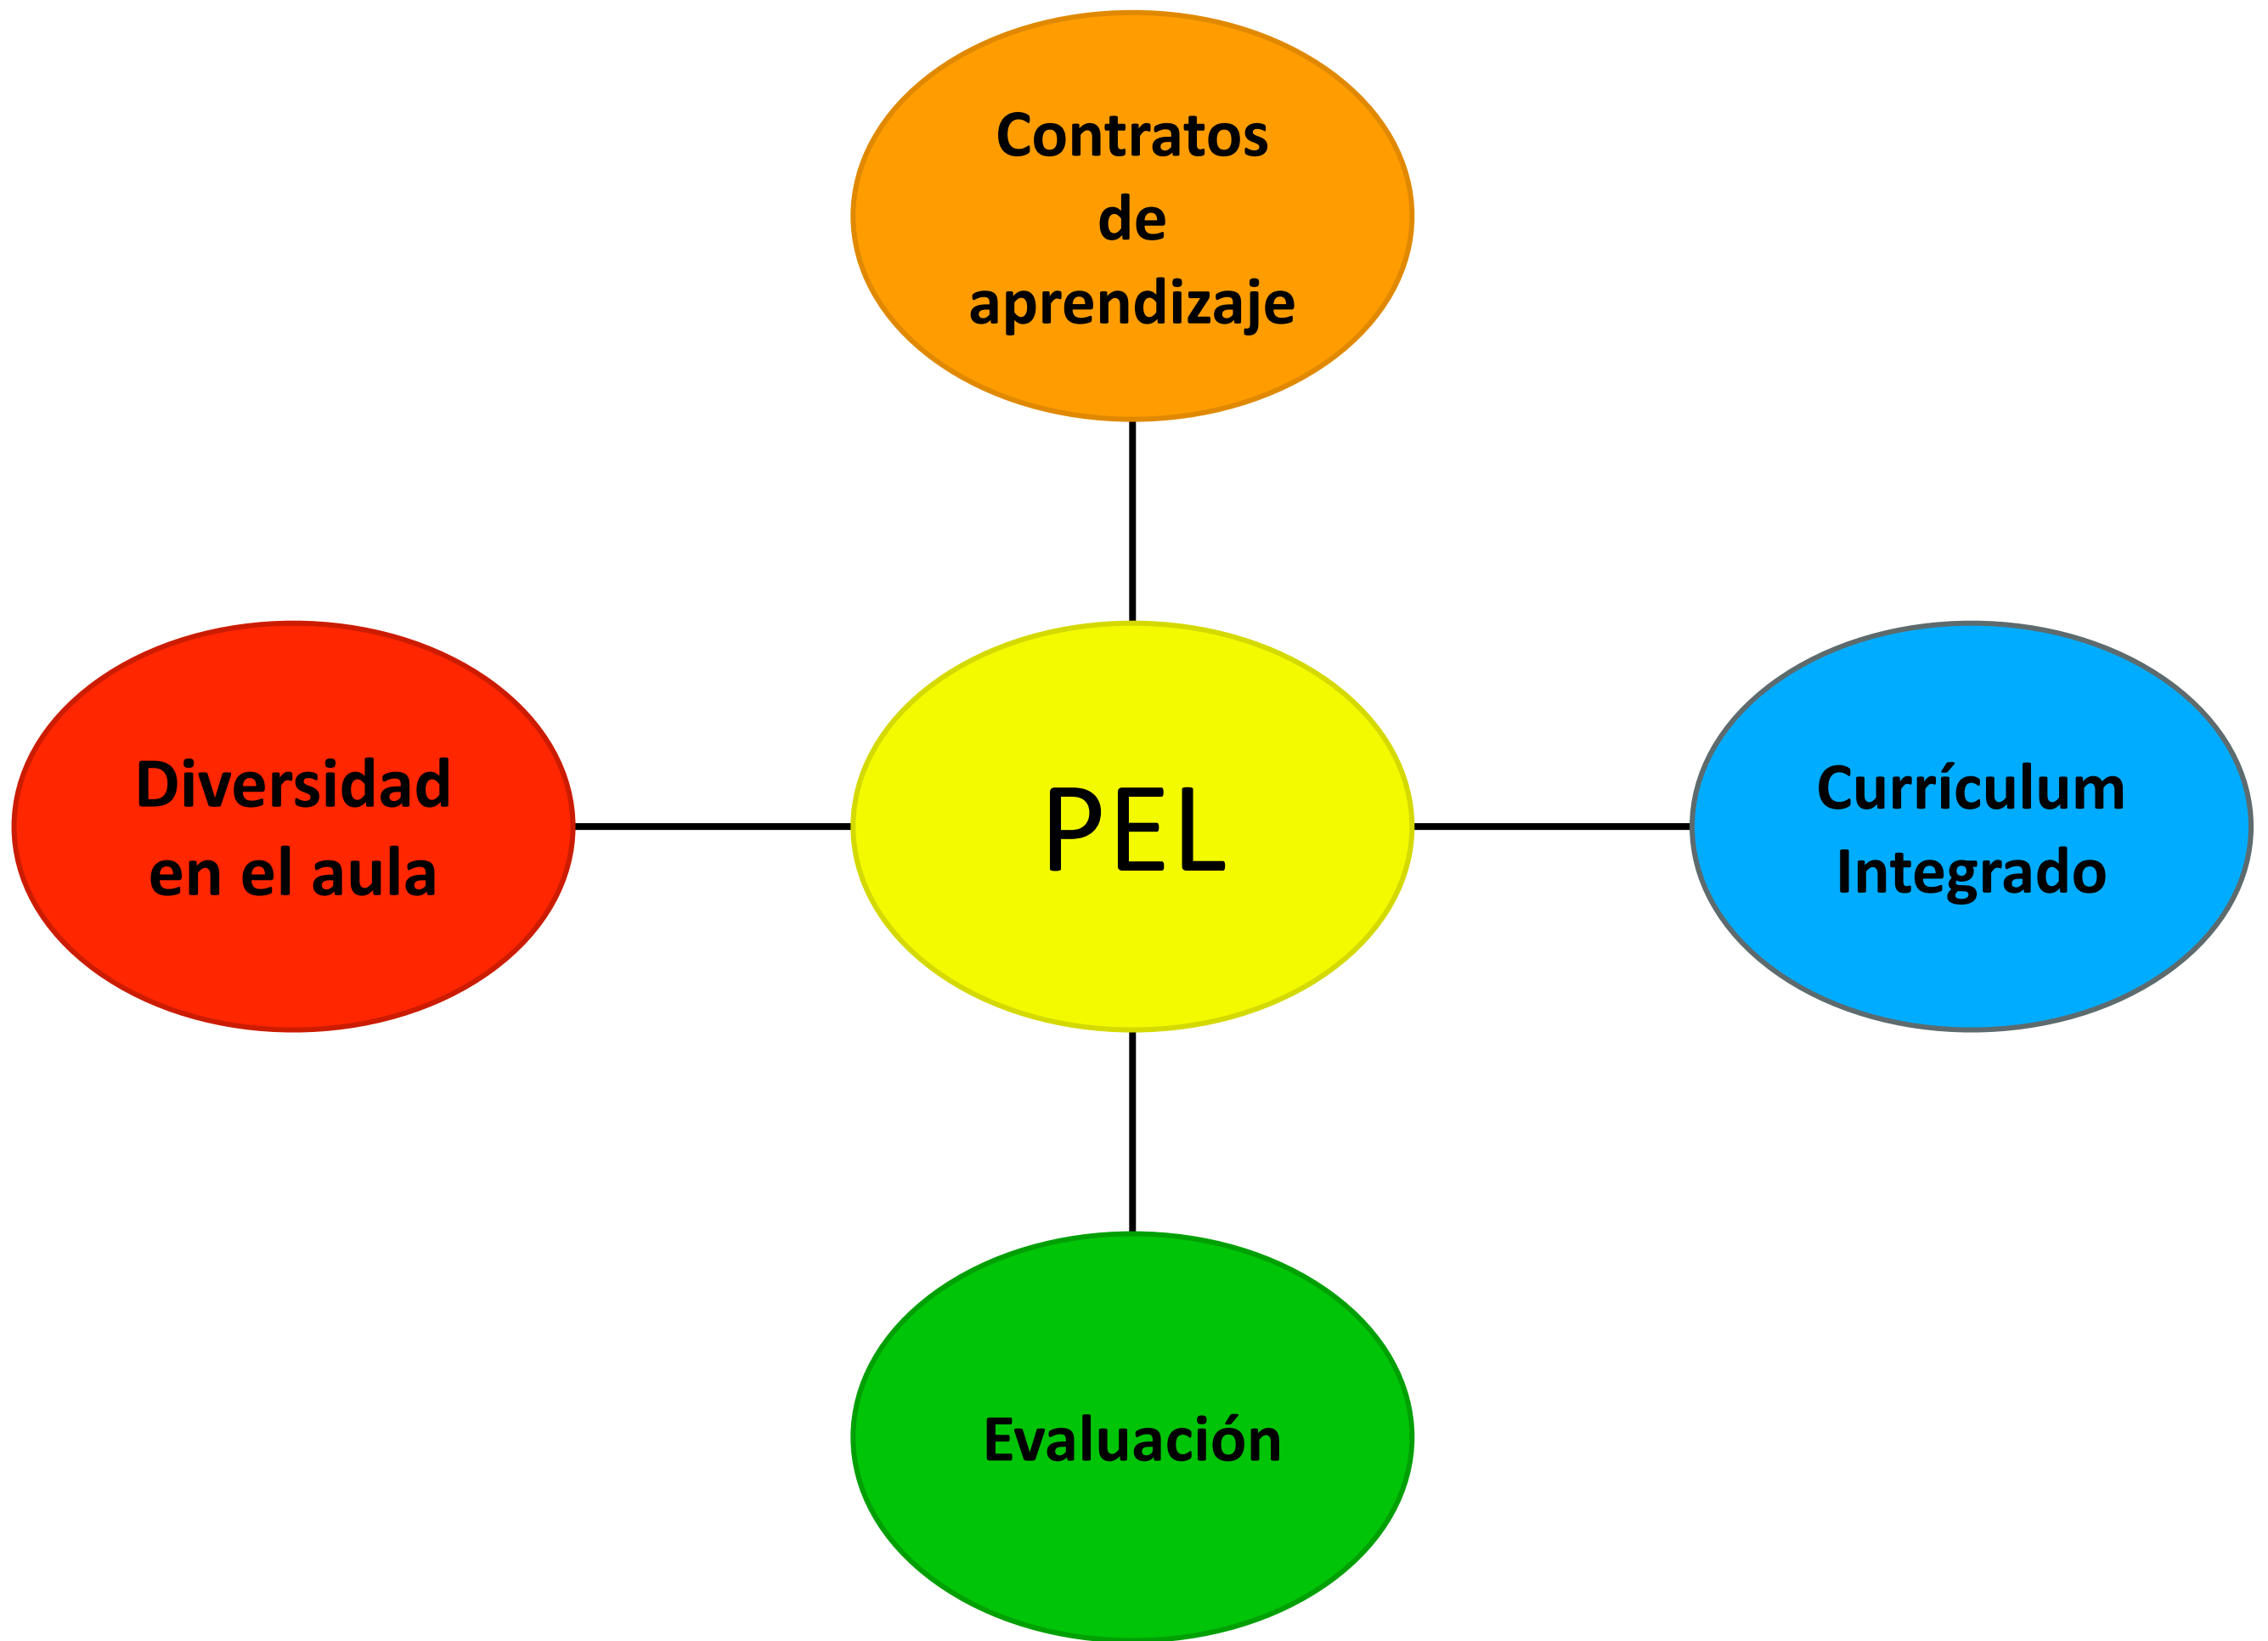 Contratos
de
aprendizaje
Diversidad
en el aula
PEL
Currículum
Integrado
Evaluación